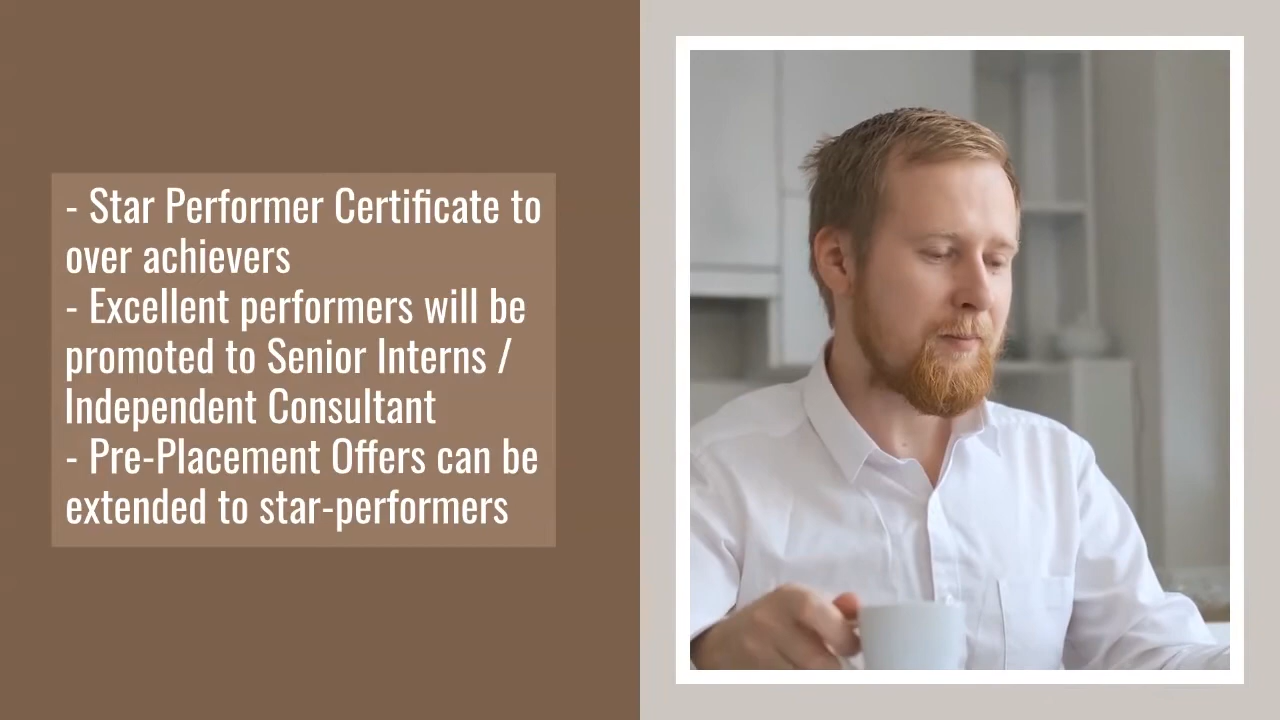 - Star Performer Certificate to
over achievers
- Excellent performers will be
promoted to Senior Interns /
Independent Consultant
- Pre-Placement Offers can be
extended to star-performers